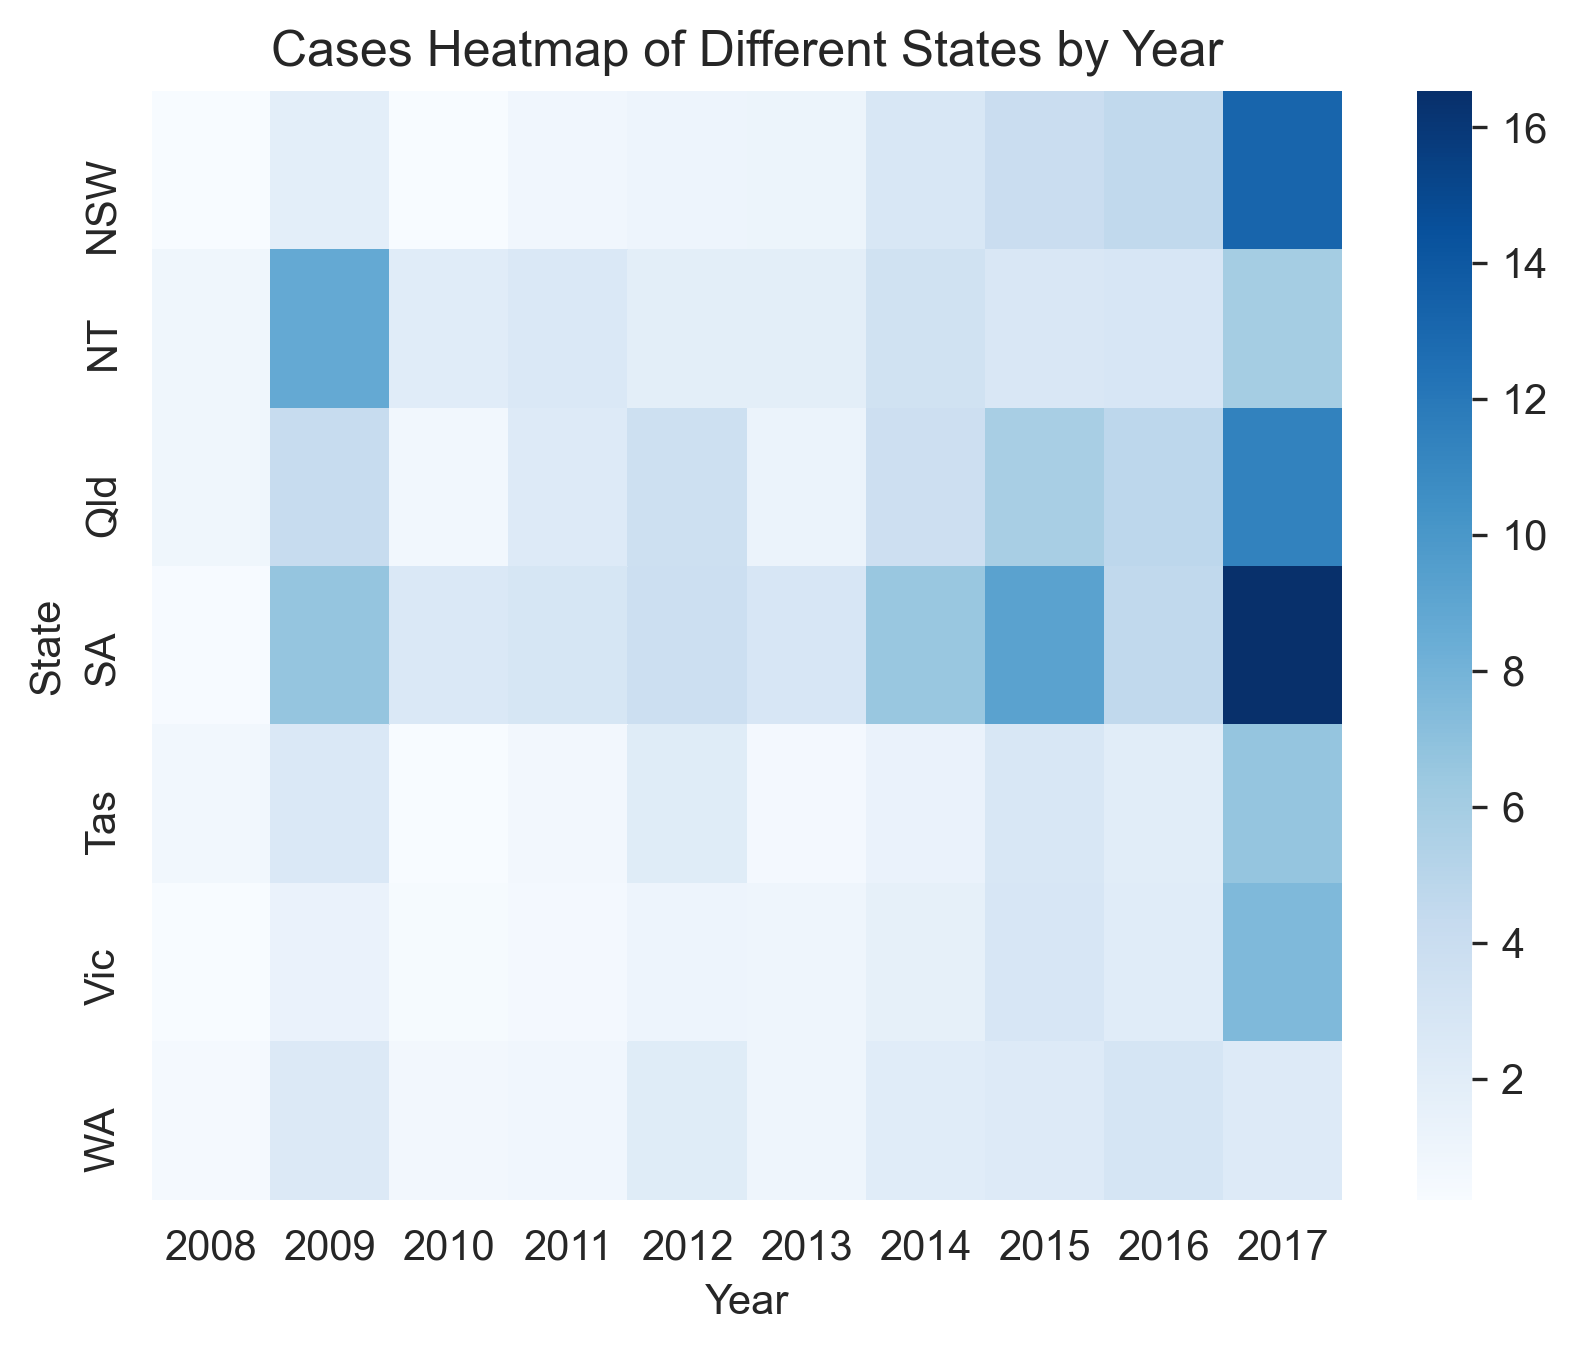 Cases Heatmap of Different States by Year
State
NSW
NT
Qld
SA
Tas
Vic
WA
2008 2009 2010 2011 2012 2013 2014 2015 2016 2017
Year
16
14
12
10
8
6
4
2